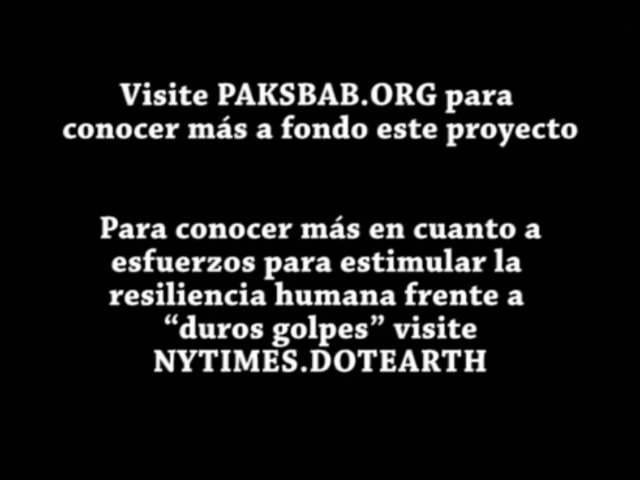 Visite PAKSBAB.ORG para
conocer más a fondo este proyecto
Para conocer más en cuanto a
esfuerzos para estimular la
resiliencia humana frente a
“duros golpes” visite
NYTIMES.DOTEARTH